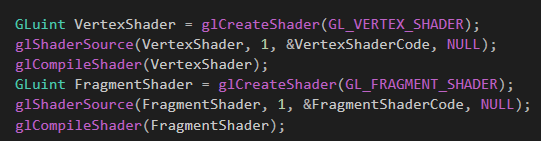 GLuint VertexShader = glCreateShader(GL_VERTEX_SHADER);
glShaderSource(VertexShader, 1, &VertexShaderCode, NULL);
glCompileShader(VertexShader);
GLuint FragmentShader = glCreateShader(GL_FRAGMENT_SHADER);
glShaderSource(FragmentShader, 1, &FragmentShaderCode, NULL);
glCompileShader(FragmentShader);